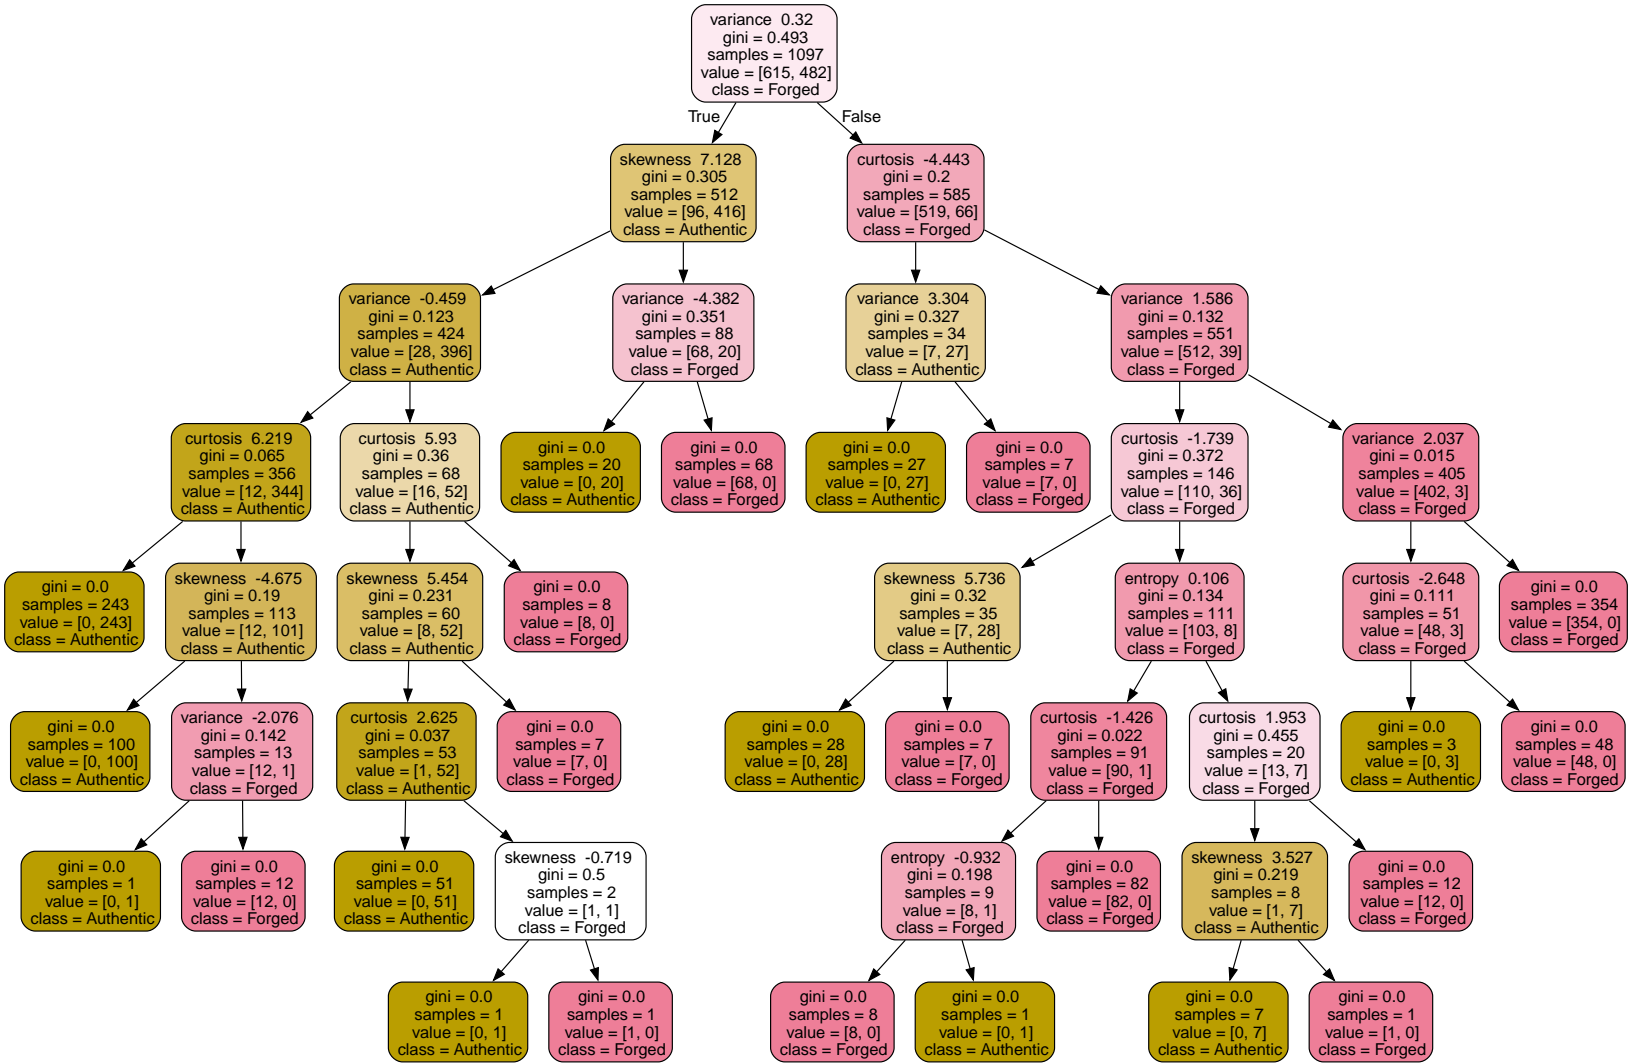 variance  0.32
gini = 0.493
samples = 1097
value = [615, 482]
class = Forged
True
False
skewness  7.128
gini = 0.305
samples = 512
value = [96, 416]
class = Authentic
curtosis  -4.443
gini = 0.2
samples = 585
value = [519, 66]
class = Forged
variance  -0.459
gini = 0.123
samples = 424
value = [28, 396]
class = Authentic
variance  -4.382
gini = 0.351
samples = 88
value = [68, 20]
class = Forged
variance  3.304
gini = 0.327
samples = 34
value = [7, 27]
class = Authentic
variance  1.586
gini = 0.132
samples = 551
value = [512, 39]
class = Forged
curtosis  6.219
gini = 0.065
samples = 356
value = [12, 344]
class = Authentic
curtosis  5.93
gini = 0.36
samples = 68
value = [16, 52]
class = Authentic
gini = 0.0
samples = 20
value = [0, 20]
class = Authentic
gini = 0.0
samples = 68
value = [68, 0]
class = Forged
gini = 0.0
samples = 27
value = [0, 27]
class = Authentic
gini = 0.0
samples = 7
value = [7, 0]
class = Forged
curtosis  -1.739
gini = 0.372
samples = 146
value = [110, 36]
class = Forged
variance  2.037
gini = 0.015
samples = 405
value = [402, 3]
class = Forged
gini = 0.0
samples = 243
value = [0, 243]
class = Authentic
skewness  -4.675
gini = 0.19
samples = 113
value = [12, 101]
class = Authentic
skewness  5.454
gini = 0.231
samples = 60
value = [8, 52]
class = Authentic
gini = 0.0
samples = 8
value = [8, 0]
class = Forged
skewness  5.736
gini = 0.32
samples = 35
value = [7, 28]
class = Authentic
entropy  0.106
gini = 0.134
samples = 111
value = [103, 8]
class = Forged
curtosis  -2.648
gini = 0.111
samples = 51
value = [48, 3]
class = Forged
gini = 0.0
samples = 354
value = [354, 0]
class = Forged
gini = 0.0
samples = 100
value = [0, 100]
class = Authentic
variance  -2.076
gini = 0.142
samples = 13
value = [12, 1]
class = Forged
curtosis  2.625
gini = 0.037
samples = 53
value = [1, 52]
class = Authentic
gini = 0.0
samples = 7
value = [7, 0]
class = Forged
gini = 0.0
samples = 28
value = [0, 28]
class = Authentic
gini = 0.0
samples = 7
value = [7, 0]
class = Forged
curtosis  -1.426
gini = 0.022
samples = 91
value = [90, 1]
class = Forged
curtosis  1.953
gini = 0.455
samples = 20
value = [13, 7]
class = Forged
gini = 0.0
samples = 3
value = [0, 3]
class = Authentic
gini = 0.0
samples = 48
value = [48, 0]
class = Forged
gini = 0.0
samples = 1
value = [0, 1]
class = Authentic
gini = 0.0
samples = 12
value = [12, 0]
class = Forged
gini = 0.0
samples = 51
value = [0, 51]
class = Authentic
skewness  -0.719
gini = 0.5
samples = 2
value = [1, 1]
class = Forged
entropy  -0.932
gini = 0.198
samples = 9
value = [8, 1]
class = Forged
gini = 0.0
samples = 82
value = [82, 0]
class = Forged
skewness  3.527
gini = 0.219
samples = 8
value = [1, 7]
class = Authentic
gini = 0.0
samples = 12
value = [12, 0]
class = Forged
gini = 0.0
samples = 1
value = [0, 1]
class = Authentic
gini = 0.0
samples = 1
value = [1, 0]
class = Forged
gini = 0.0
samples = 8
value = [8, 0]
class = Forged
gini = 0.0
samples = 1
value = [0, 1]
class = Authentic
gini = 0.0
samples = 7
value = [0, 7]
class = Authentic
gini = 0.0
samples = 1
value = [1, 0]
class = Forged